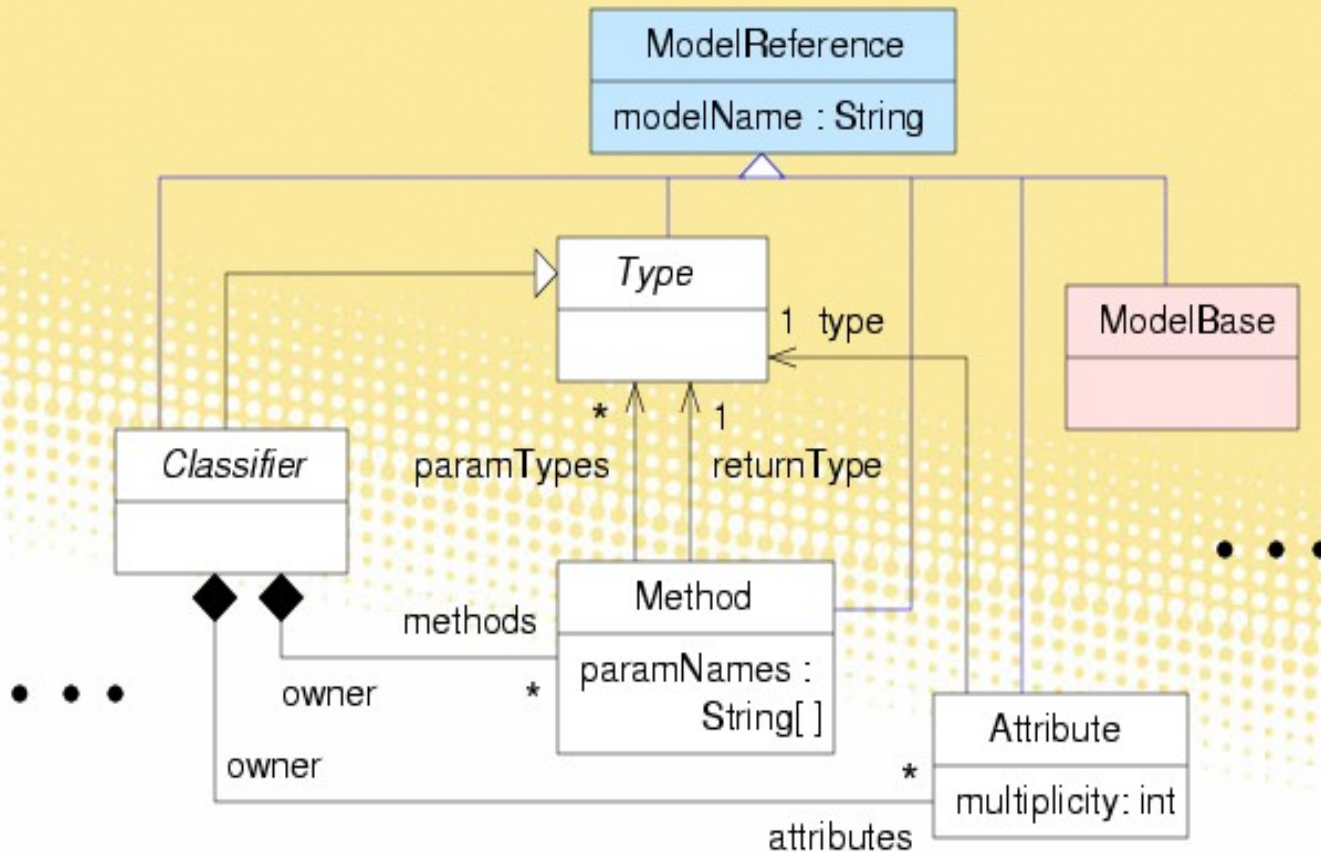 ModelReference
modelName : String
Type
1 type
ModelBase
* 1
Classifier
paramTypes returnType
Method
methods
paramNames :
String[ ]
owner *
Attribute
owner *
multiplicity: int
attributes